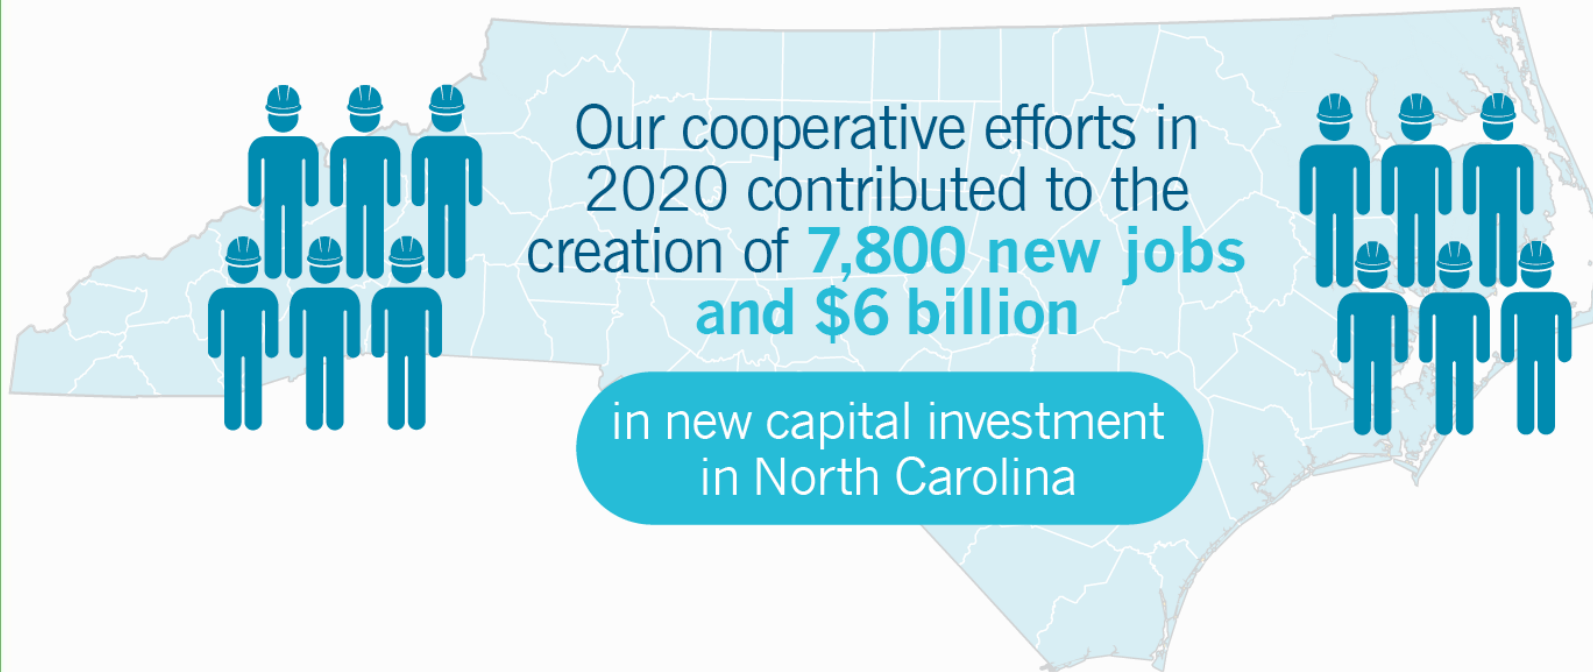 Our cooperative efforts in
2020 contributed to the
creation of 7,800 new jobs
and $6 billion
in new capital investment
in North Carolina